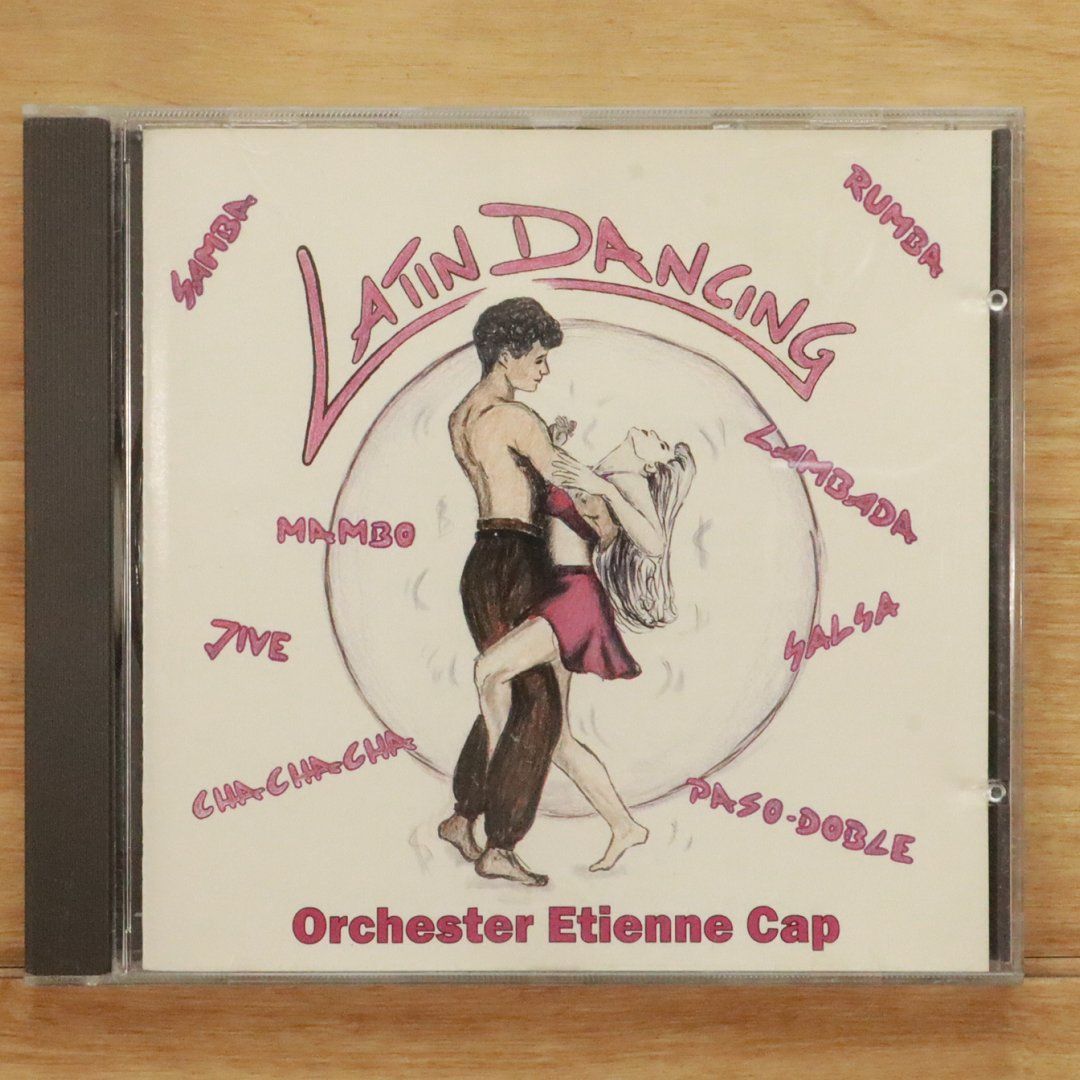 SAMBA
RUMBA
LATIN DANCING
LAMBADA
MAMBO
JIVE
SALSA
CHA-CHA-CHA
PASO-DOBLE
Orchester Etienne Cap